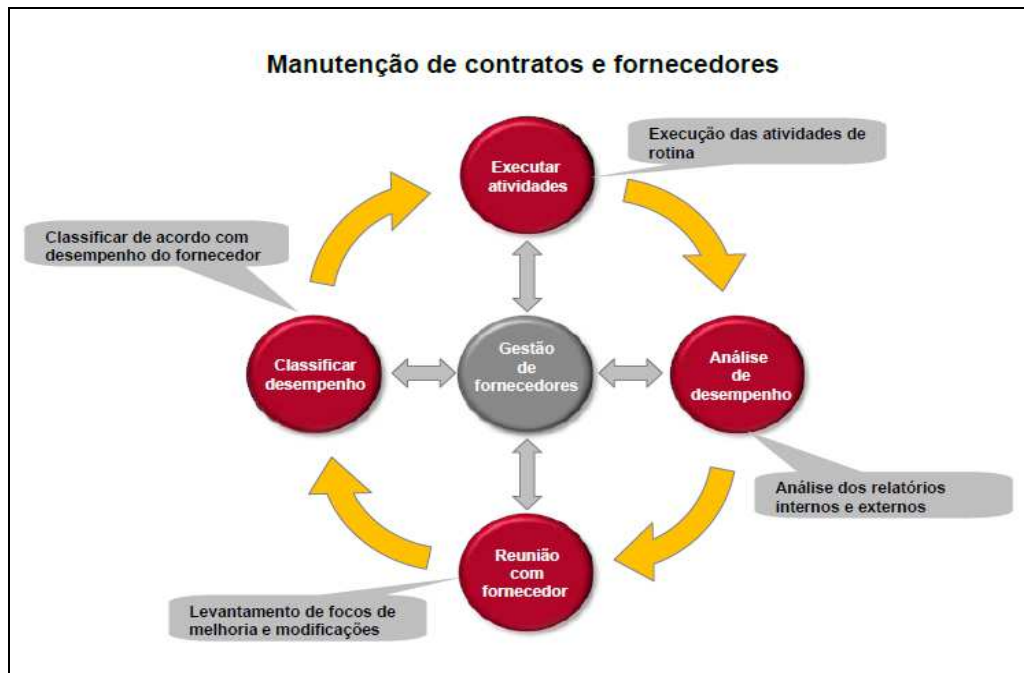 Manutenção de contratos e fornecedores
Executar
atividades
Execução das atividades de
rotina
Classificar de acordo com
desempenho do fornecedor
Classificar
desempenho
Gestão
de
fornecedores
Análise
de
desempenho
Análise dos relatórios
internos e externos
Reunião
com
fornecedor
Levantamento de focos de
melhoria e modificações